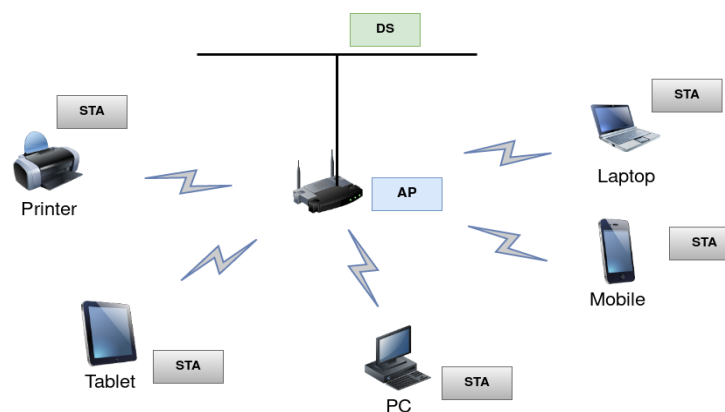 DS
STA
STA
Laptop
AP
Printer
STA
Mobile
STA
Tablet
STA
PC